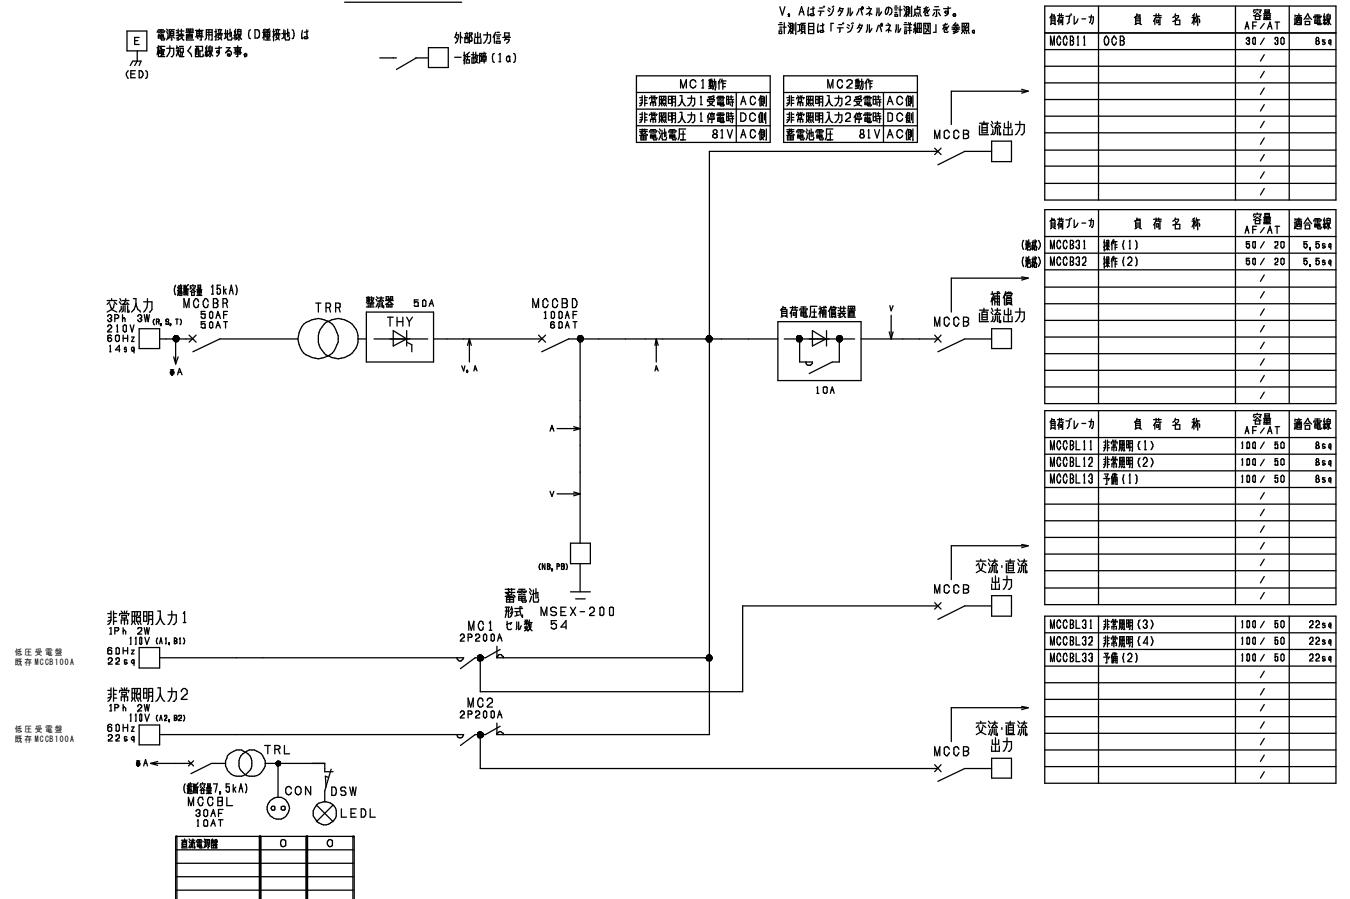 V, Aはデジタルパネルの計測点を示す。
計測項目は「デジタルパネル詳細図」を参照。
E
(ED)
電源装置専用接地線（D種接地）は
極力短く配線する事。
外部出力信号
一括故障（1a）
MC1動作
非常照明入力1受電時 AC側
非常照明入力1停電時 DC側
蓄電池電圧 81V AC側
MC2動作
非常照明入力2受電時 AC側
非常照明入力2停電時 DC側
蓄電池電圧 81V AC側
MCCB
直流出力
負荷ブレーカ 負荷名称 容量 AF/AT 適合電線
MCCB11 OCB 30/ 30 8sq
/
/
/
/
/
/
/
/
/
負荷ブレーカ 負荷名称 容量 AF/AT 適合電線
MCCB31 操作(1) 50/ 20 5.5sq
MCCB32 操作(2) 50/ 20 5.5sq
/
/
/
/
/
/
/
/
交流入力
3Ph 3W(R,S,T)
210V
60Hz
14sq
(遮断容量 15kA)
MCCBR
50AF
50AT
※A
TRR
整流器 50A
THY
V, A
MCCBD
100AF
60AT
A
負荷電圧補償装置
10A
V
MCCB
補償
直流出力
A
V
(NB, PB)
蓄電池
形式 MSEX-200
セル数 54
負荷ブレーカ 負荷名称 容量 AF/AT 適合電線
MCCBL11 非常照明(1) 100/ 50 8sq
MCCBL12 非常照明(2) 100/ 50 8sq
MCCBL13 予備(1) 100/ 50 8sq
/
/
/
/
/
/
/
MCCB
交流・直流
出力
非常照明入力1
1Ph 2W
110V (A1, B1)
60Hz
22sq
低圧受電盤
既存MCCB100A
MC1
2P200A
MCCBL31 非常照明(3) 100/ 50 22sq
MCCBL32 非常照明(4) 100/ 50 22sq
MCCBL33 予備(2) 100/ 50 22sq
/
/
/
/
/
/
/
非常照明入力2
1Ph 2W
110V (A2, B2)
60Hz
22sq
低圧受電盤
既存MCCB100A
MC2
2P200A
MCCB
交流・直流
出力
※A
TRL
(遮断容量7.5kA)
MCCBL
30AF
10AT
CON
DSW
LEDL
直流電源盤 O O